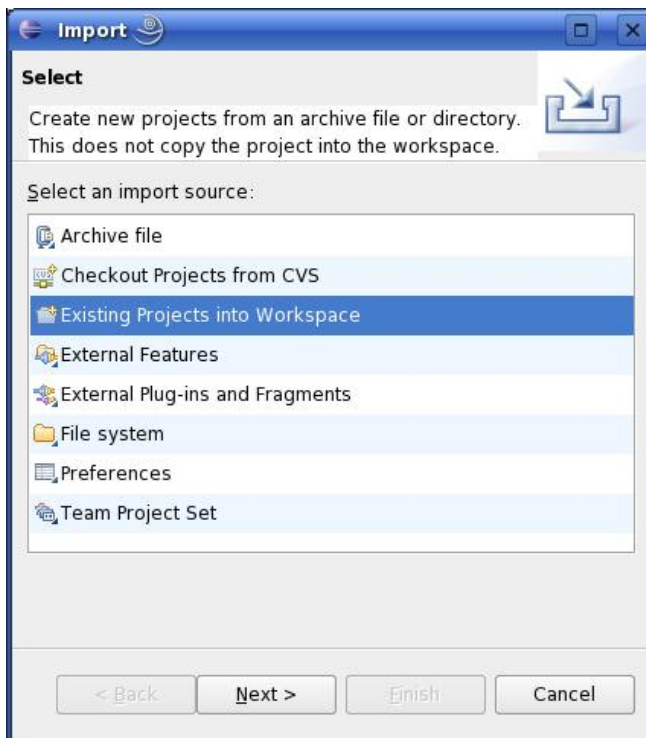 Import
Select
Create new projects from an archive file or directory.
This does not copy the project into the workspace.
Select an import source:
Archive file
Checkout Projects from CVS
Existing Projects into Workspace
External Features
External Plug-ins and Fragments
File system
Preferences
Team Project Set
< Back Next > Finish Cancel